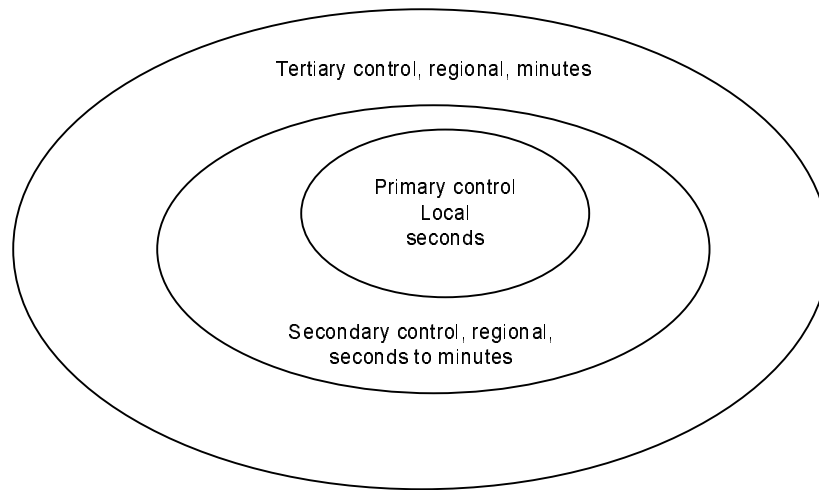 Tertiary control, regional, minutes
Primary control
Local
seconds
Secondary control, regional,
seconds to minutes